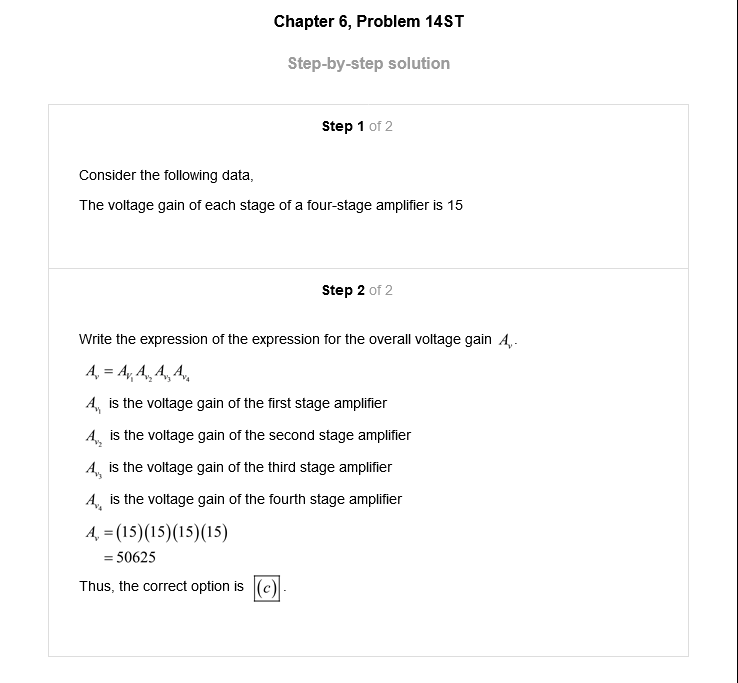 Chapter 6, Problem 14ST
Step-by-step solution
Step 1 of 2
Consider the following data,
The voltage gain of each stage of a four-stage amplifier is 15
Step 2 of 2
Write the expression of the expression for the overall voltage gain A_v.
A_v = A_{v_1} A_{v_2} A_{v_3} A_{v_4}
A_{v_1} is the voltage gain of the first stage amplifier
A_{v_2} is the voltage gain of the second stage amplifier
A_{v_3} is the voltage gain of the third stage amplifier
A_{v_4} is the voltage gain of the fourth stage amplifier
A_v = (15)(15)(15)(15)
= 50625
Thus, the correct option is (c).